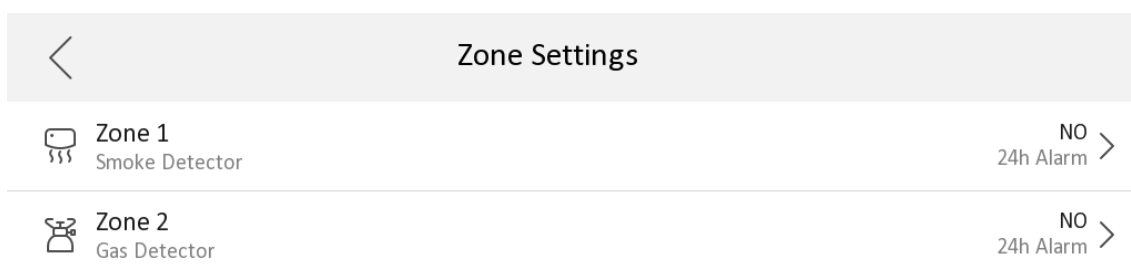 Zone Settings
Zone 1
Smoke Detector
NO
24h Alarm
Zone 2
Gas Detector
NO
24h Alarm